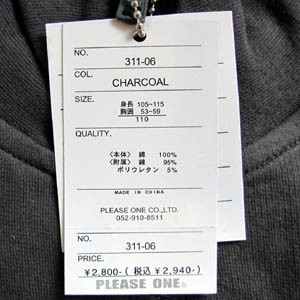 NO.
311-06
COL.
CHARCOAL
SIZE.
身長 105-115
胸囲 53-59
110
QUALITY.
〈本体〉 綿 100%
〈附属〉 綿 95%
ポリウレタン 5%
MADE IN CHINA
PLEASE ONE CO.,LTD.
052-910-8511
NO.
311-06
PRICE.
¥2,800-(税込¥2,940-)
PLEASE ONE.